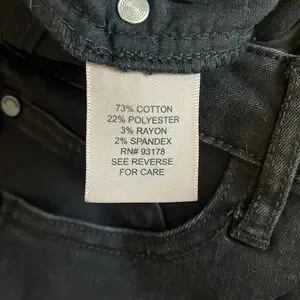 73% COTTON
22% POLYESTER
3% RAYON
2% SPANDEX
RN# 93178
SEE REVERSE
FOR CARE